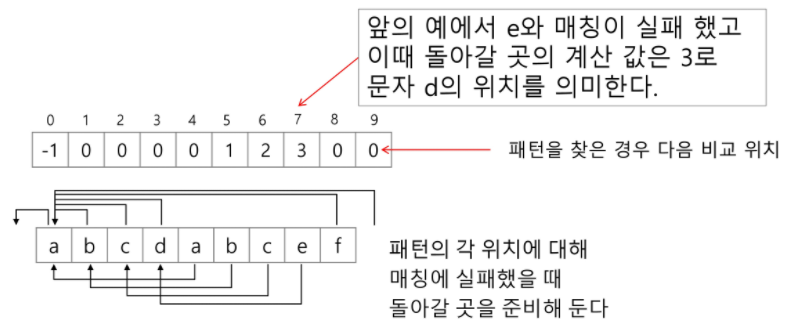 앞의 예에서 e와 매칭이 실패 했고
이때 돌아갈 곳의 계산 값은 3로
문자 d의 위치를 의미한다.
0 1 2 3 4 5 6 7 8 9
-1 0 0 0 0 1 2 3 0 0
패턴을 찾은 경우 다음 비교 위치
a b c d a b c e f
패턴의 각 위치에 대해
매칭에 실패했을 때
돌아갈 곳을 준비해 둔다